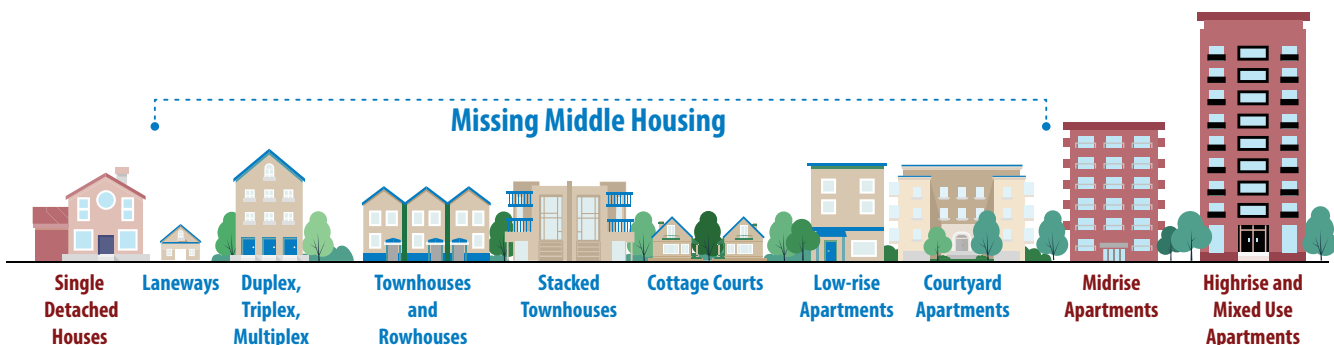 Missing Middle Housing
Single
Detached
Houses
Laneways
Duplex,
Triplex,
Multiplex
Townhouses
and
Rowhouses
Stacked
Townhouses
Cottage Courts
Low-rise
Apartments
Courtyard
Apartments
Midrise
Apartments
Highrise and
Mixed Use
Apartments